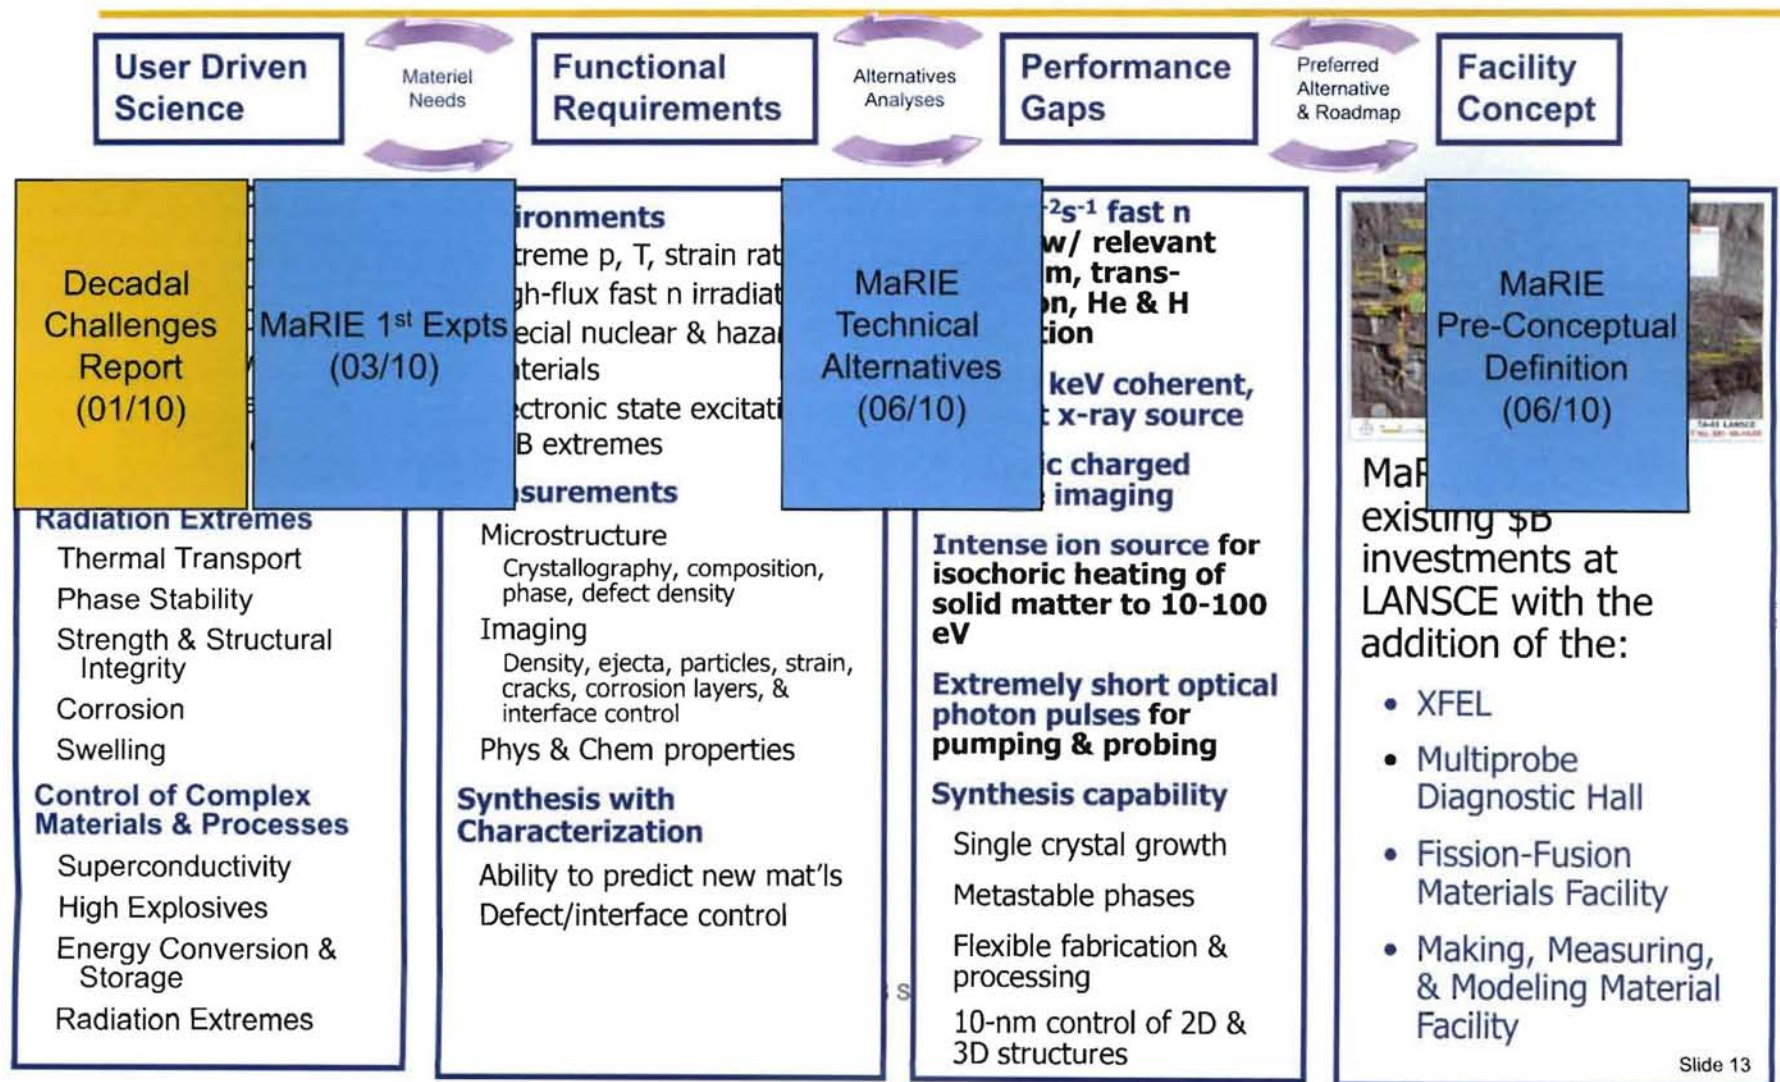 User Driven
Science
Materiel
Needs
Functional
Requirements
Alternatives
Analyses
Performance
Gaps
Preferred
Alternative
& Roadmap
Facility
Concept
Decadal
Challenges
Report
(01/10)
MaRIE 1st Expts
(03/10)
MaRIE
Technical
Alternatives
(06/10)
MaRIE
Pre-Conceptual
Definition
(06/10)
Radiation Extremes
Thermal Transport
Phase Stability
Strength & Structural
Integrity
Corrosion
Swelling
Control of Complex
Materials & Processes
Superconductivity
High Explosives
Energy Conversion &
Storage
Radiation Extremes
ironments
treme p, T, strain rat
gh-flux fast n irradiat
ecial nuclear & hazar
terials
ectronic state excitati
B extremes
surements
Microstructure
Crystallography, composition,
phase, defect density
Imaging
Density, ejecta, particles, strain,
cracks, corrosion layers, &
interface control
Phys & Chem properties
Synthesis with
Characterization
Ability to predict new mat'ls
Defect/interface control
-2s-1 fast n
w/ relevant
m, trans-
on, He & H
tion
keV coherent,
x-ray source
ic charged
imaging
Intense ion source for
isochoric heating of
solid matter to 10-100
eV
Extremely short optical
photon pulses for
pumping & probing
Synthesis capability
Single crystal growth
Metastable phases
Flexible fabrication &
processing
10-nm control of 2D &
3D structures
TA-53 LANSCE
MaR
existing $B
investments at
LANSCE with the
addition of the:
• XFEL
• Multiprobe
Diagnostic Hall
• Fission-Fusion
Materials Facility
• Making, Measuring,
& Modeling Material
Facility
Slide 13